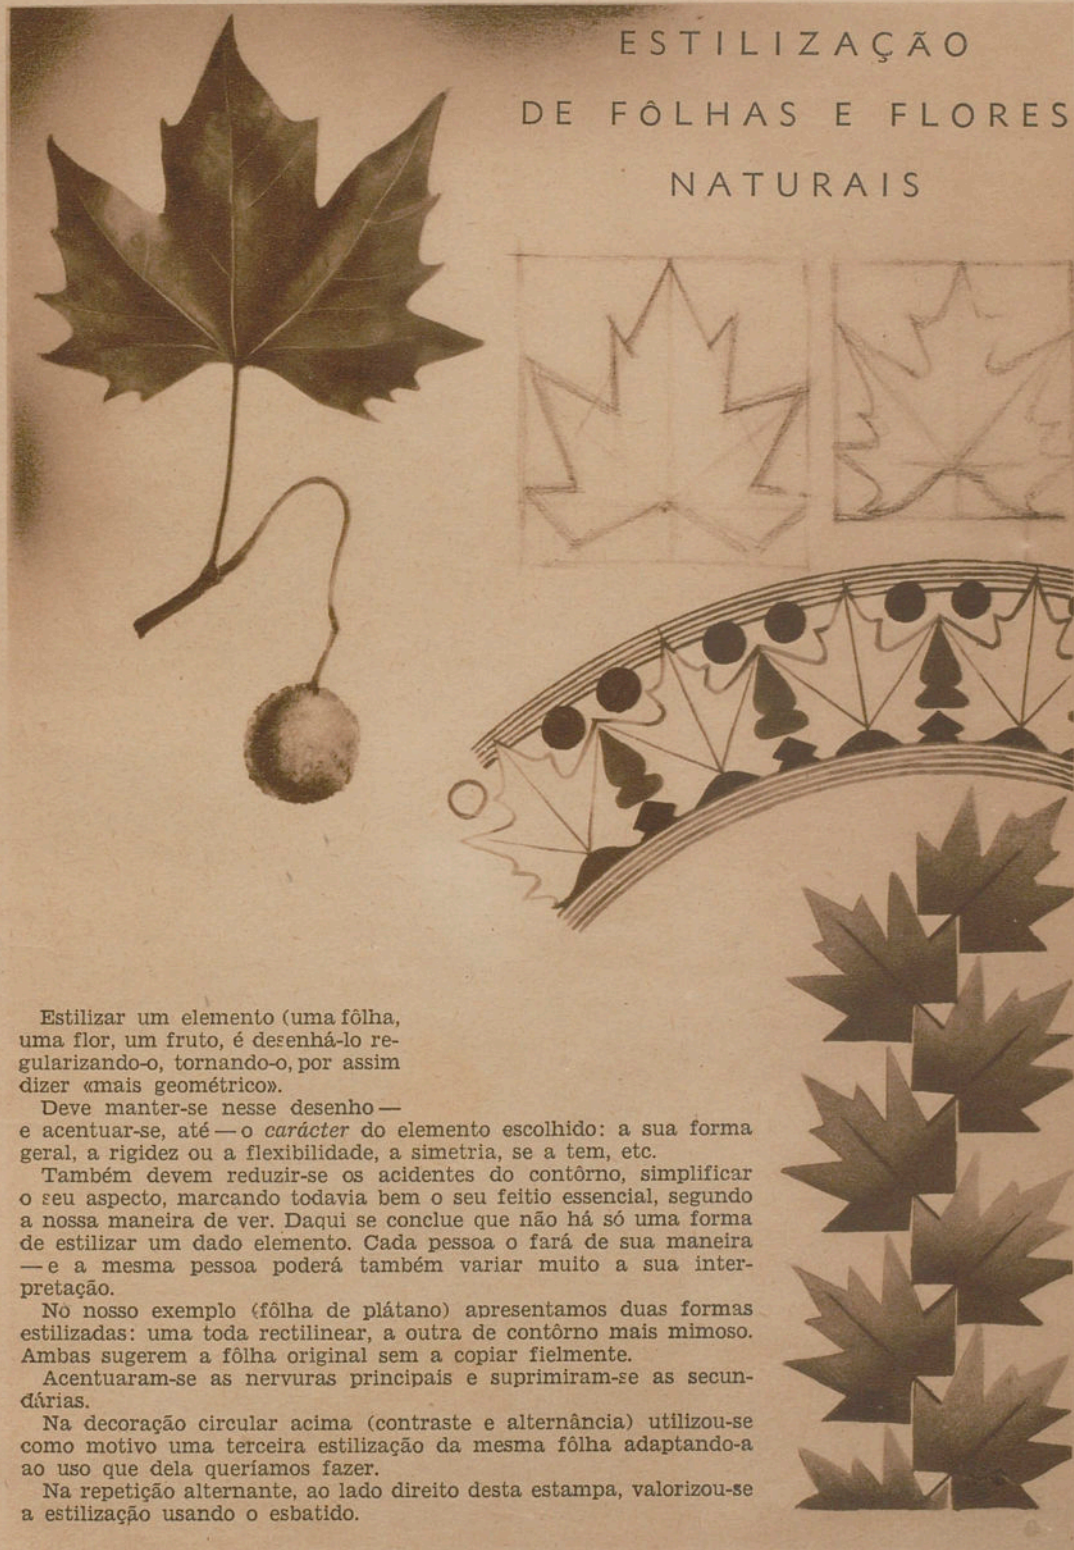 ESTILIZAÇÃO
DE FÔLHAS E FLORES
NATURAIS
Estilizar um elemento (uma fôlha,
uma flor, um fruto, é desenhá-lo re-
gularizando-o, tornando-o, por assim
dizer «mais geométrico».
Deve manter-se nesse desenho —
e acentuar-se, até — o carácter do elemento escolhido: a sua forma
geral, a rigidez ou a flexibilidade, a simetria, se a tem, etc.
Também devem reduzir-se os acidentes do contôrno, simplificar
o seu aspecto, marcando todavia bem o seu feitio essencial, segundo
a nossa maneira de ver. Daqui se conclue que não há só uma forma
de estilizar um dado elemento. Cada pessoa o fará de sua maneira
— e a mesma pessoa poderá também variar muito a sua inter-
pretação.
No nosso exemplo (fôlha de plátano) apresentamos duas formas
estilizadas: uma toda rectilinear, a outra de contôrno mais mimoso.
Ambas sugerem a fôlha original sem a copiar fielmente.
Acentuaram-se as nervuras principais e suprimiram-se as secun-
dárias.
Na decoração circular acima (contraste e alternância) utilizou-se
como motivo uma terceira estilização da mesma fôlha adaptando-a
ao uso que dela queríamos fazer.
Na repetição alternante, ao lado direito desta estampa, valorizou-se
a estilização usando o esbatido.